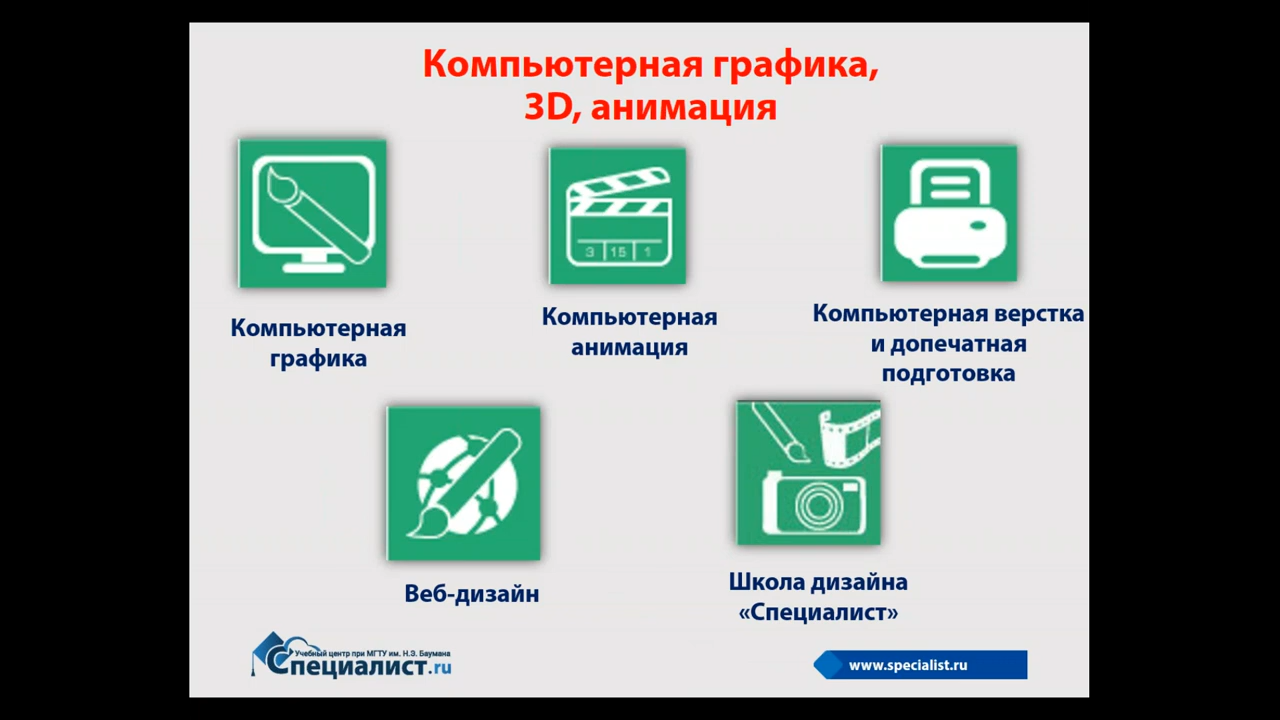 Компьютерная графика,
3D, анимация
3 15 1
Компьютерная
графика
Компьютерная
анимация
Компьютерная верстка
и допечатная
подготовка
Веб-дизайн
Школа дизайна
«Специалист»
Учебный центр при МГТУ им. Н.Э. Баумана
Специалист.ru
www.specialist.ru